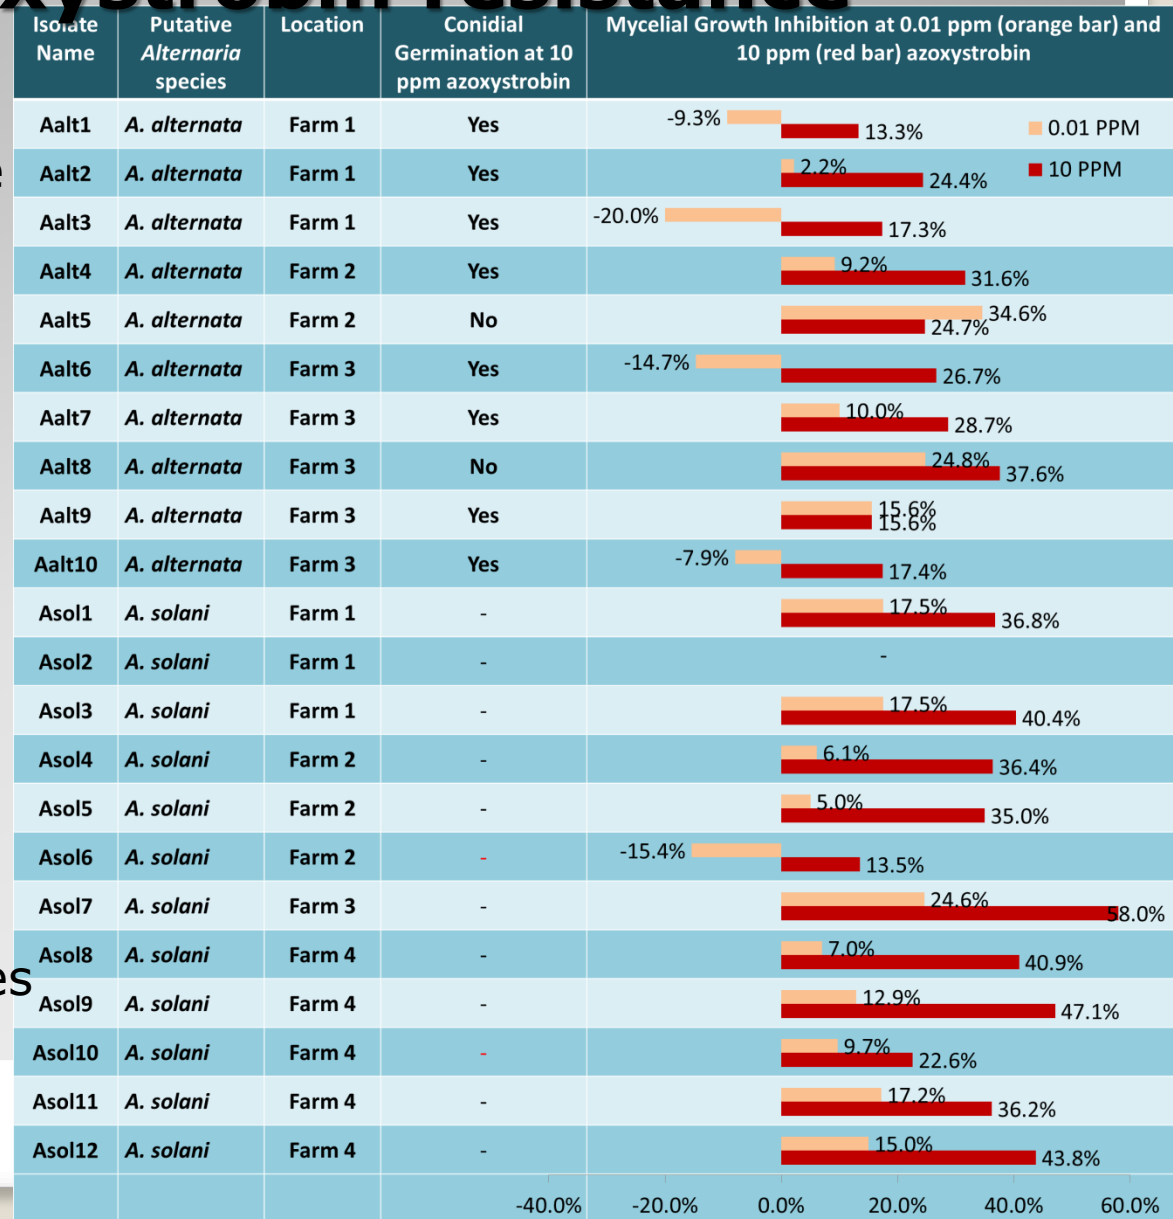 xystrobin resistance
Isolate Name	Putative Alternaria species	Location	Conidial Germination at 10 ppm azoxystrobin	Mycelial Growth Inhibition at 0.01 ppm (orange bar) and 10 ppm (red bar) azoxystrobin
0.01 PPM
10 PPM
Aalt1	A. alternata	Farm 1	Yes	-9.3%	13.3%
Aalt2	A. alternata	Farm 1	Yes	2.2%	24.4%
Aalt3	A. alternata	Farm 1	Yes	-20.0%	17.3%
Aalt4	A. alternata	Farm 2	Yes	9.2%	31.6%
Aalt5	A. alternata	Farm 2	No	34.6%	24.7%
Aalt6	A. alternata	Farm 3	Yes	-14.7%	26.7%
Aalt7	A. alternata	Farm 3	Yes	10.0%	28.7%
Aalt8	A. alternata	Farm 3	No	24.8%	37.6%
Aalt9	A. alternata	Farm 3	Yes	15.6%	15.6%
Aalt10	A. alternata	Farm 3	Yes	-7.9%	17.4%
Asol1	A. solani	Farm 1	-	17.5%	36.8%
Asol2	A. solani	Farm 1	-	-
Asol3	A. solani	Farm 1	-	17.5%	40.4%
Asol4	A. solani	Farm 2	-	6.1%	36.4%
Asol5	A. solani	Farm 2	-	5.0%	35.0%
Asol6	A. solani	Farm 2	-	-15.4%	13.5%
Asol7	A. solani	Farm 3	-	24.6%	58.0%
Asol8	A. solani	Farm 4	-	7.0%	40.9%
es
Asol9	A. solani	Farm 4	-	12.9%	47.1%
Asol10	A. solani	Farm 4	-	9.7%	22.6%
Asol11	A. solani	Farm 4	-	17.2%	36.2%
Asol12	A. solani	Farm 4	-	15.0%	43.8%
-40.0%	-20.0%	0.0%	20.0%	40.0%	60.0%